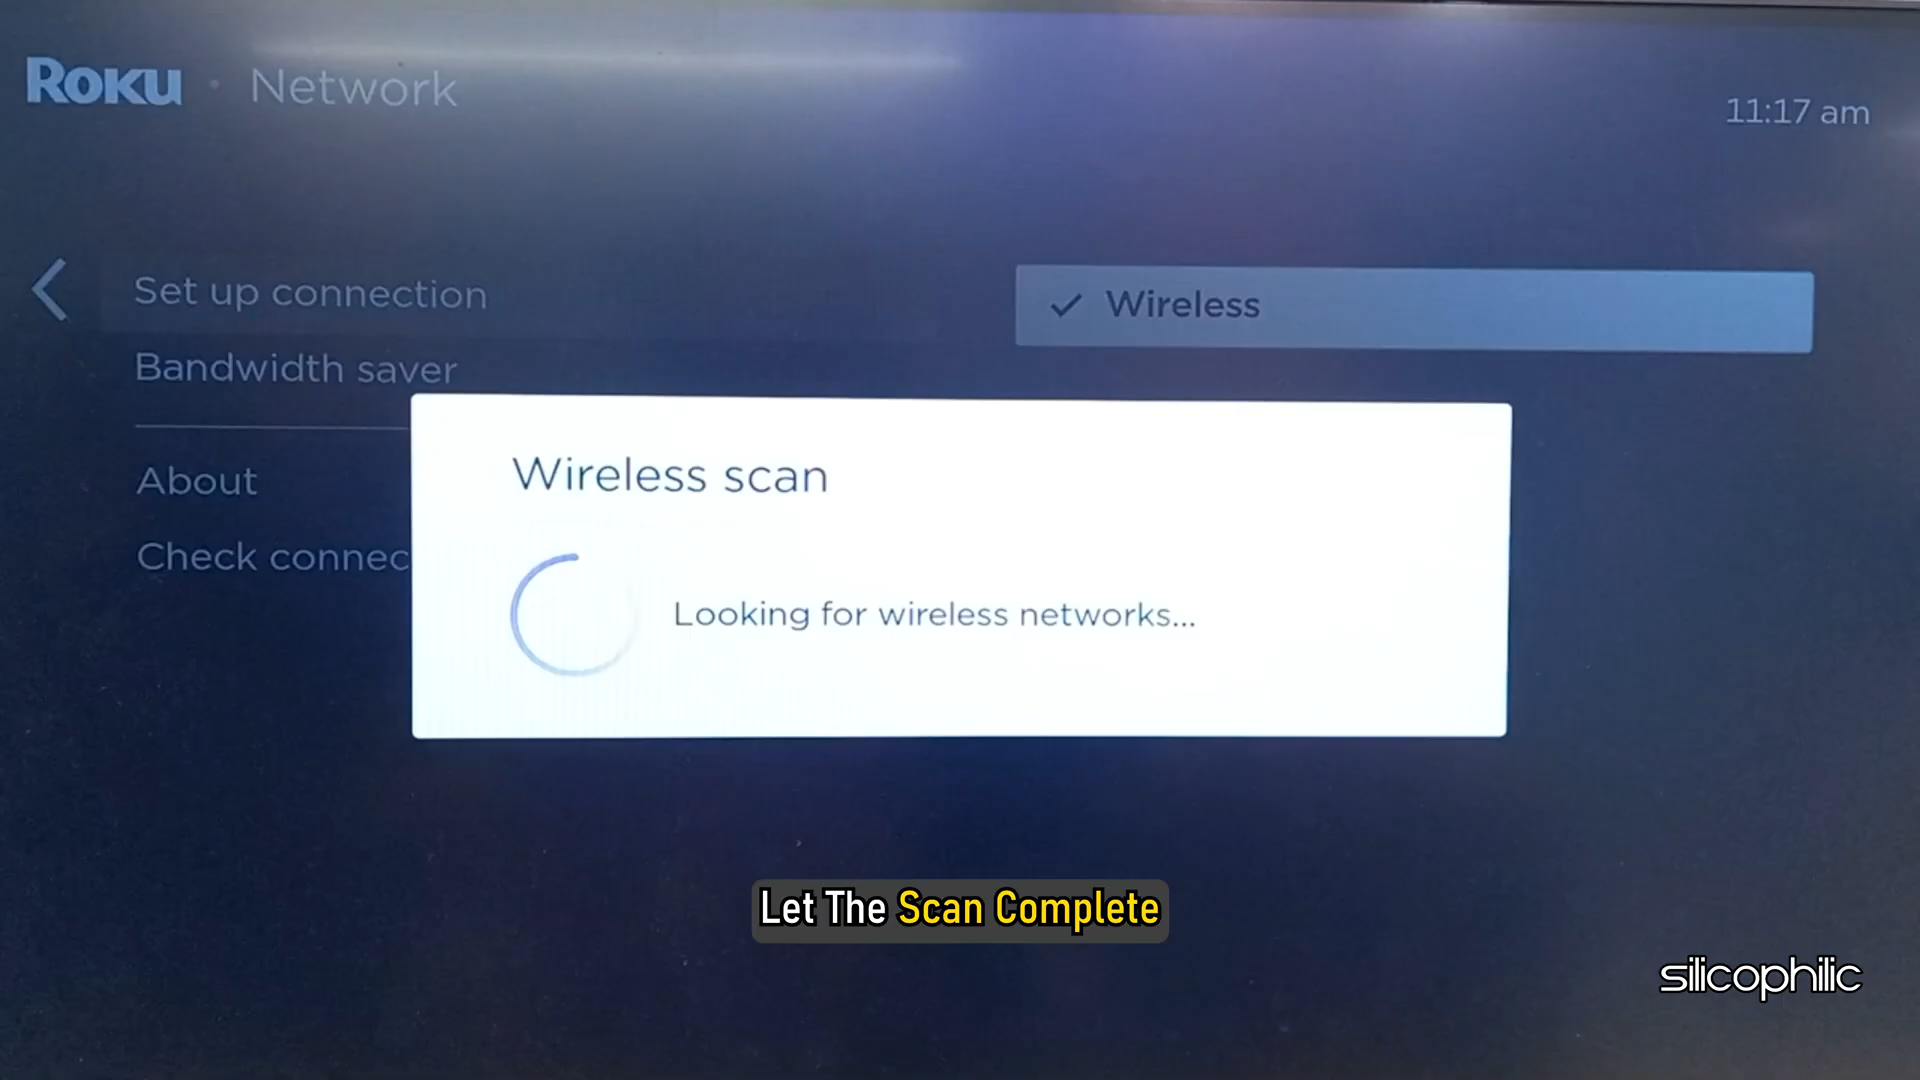 Roku · Network
11:17 am
Set up connection
✓ Wireless
Bandwidth saver
Wireless scan
About
Check connec
Looking for wireless networks...
Let The Scan Complete
silicophilic